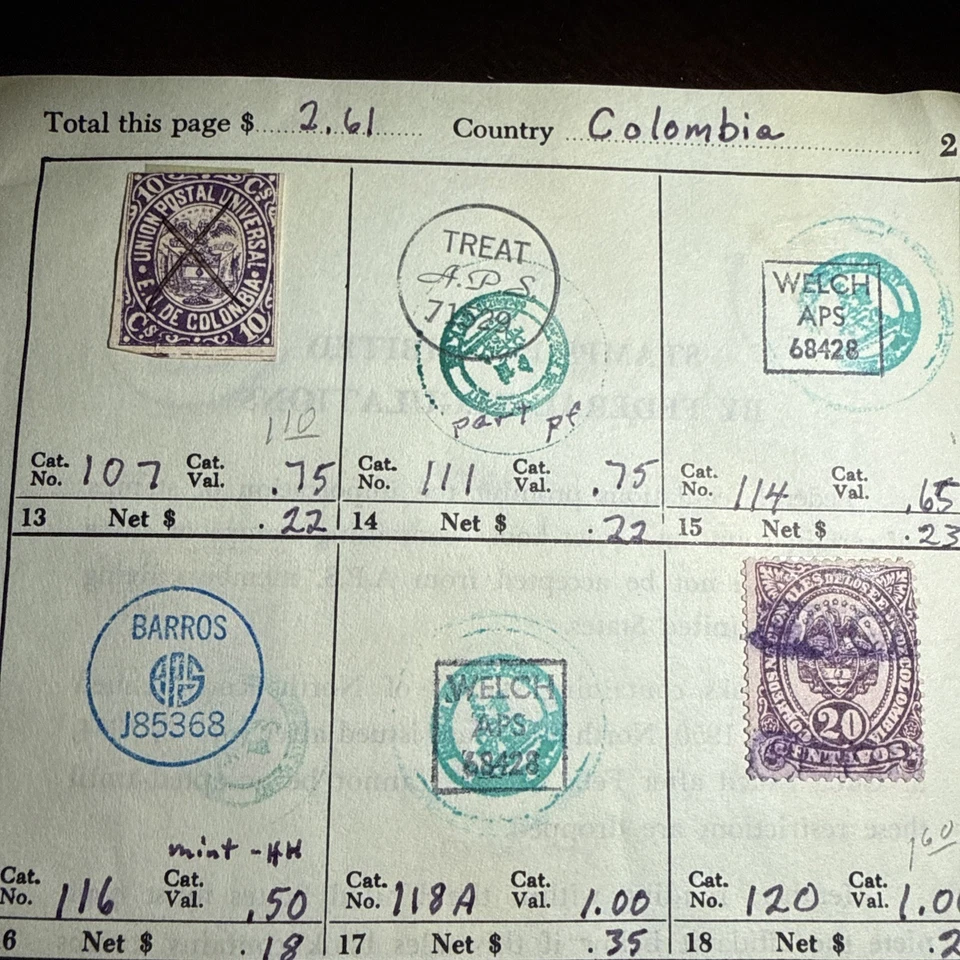 Total this page $ 2.61 Country Colombia 2
10 Cs
UNION POSTAL UNIVERSAL
E.U. DE COLOMBIA
Cs 10
110
Cat. No. 107 Cat. Val. .75
13 Net $ .22
TREAT
A.P.S.
71029
part pf
Cat. No. 111 Cat. Val. .75
14 Net $ .22
WELCH
APS
68428
Cat. No. 114 Cat. Val. .65
15 Net $ .23
BARROS
APS
J85368
mint - HH
Cat. No. 116 Cat. Val. .50
6 Net $ .18
WELCH
APS
68428
Cat. No. 118A Cat. Val. 1.00
17 Net $ .35
20
CENTAVOS
160
Cat. No. 120 Cat. Val. 1.00
18 Net $ .2